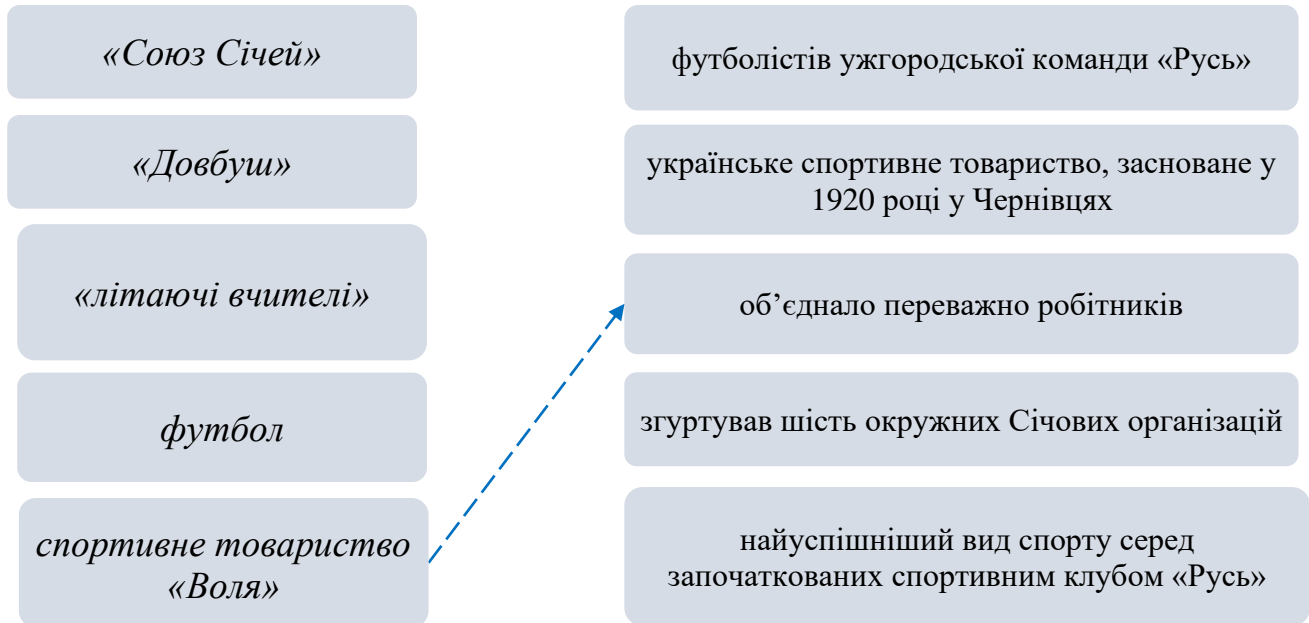 «Союз Січей»
«Довбуш»
«літаючі вчителі»
футбол
спортивне товариство
«Воля»
футболістів ужгородської команди «Русь»
українське спортивне товариство, засноване у
1920 році у Чернівцях
об’єднало переважно робітників
згуртував шість окружних Січових організацій
найуспішніший вид спорту серед
започаткованих спортивним клубом «Русь»